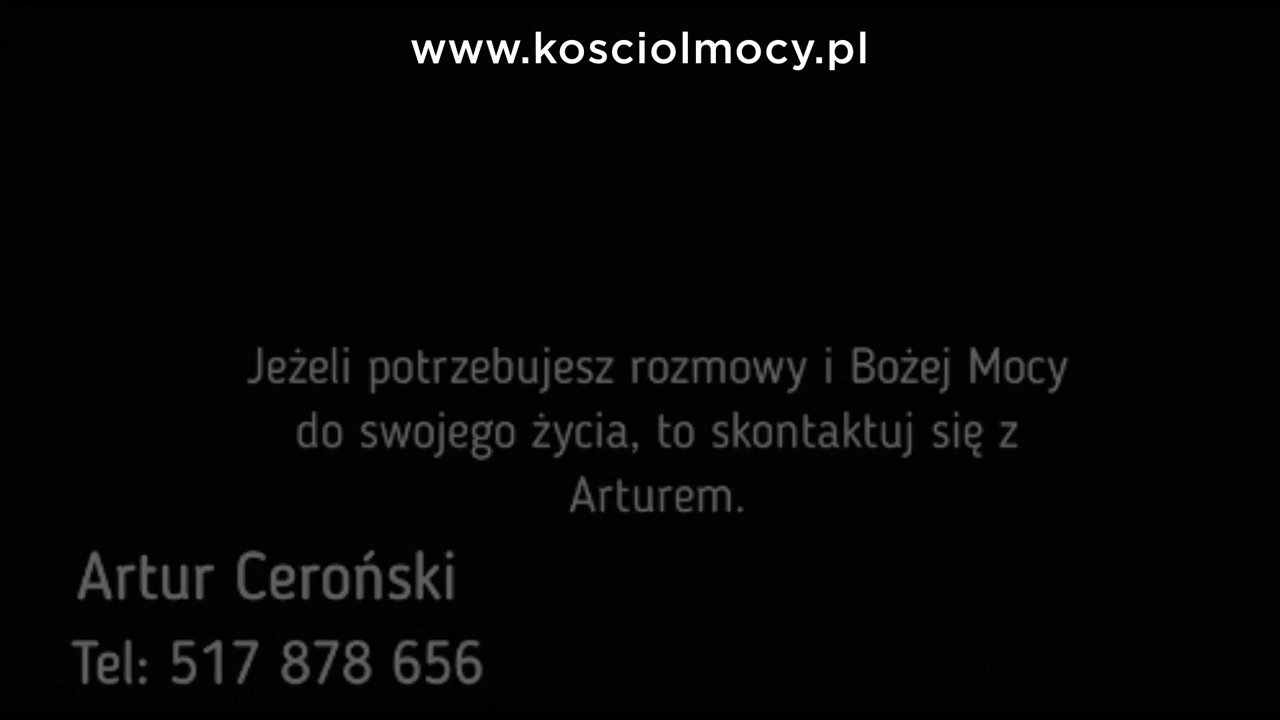 www.kosciolmocy.pl
Jeżeli potrzebujesz rozmowy i Bożej Mocy
do swojego życia, to skontaktuj się z
Arturem.
Artur Ceroński
Tel: 517 878 656